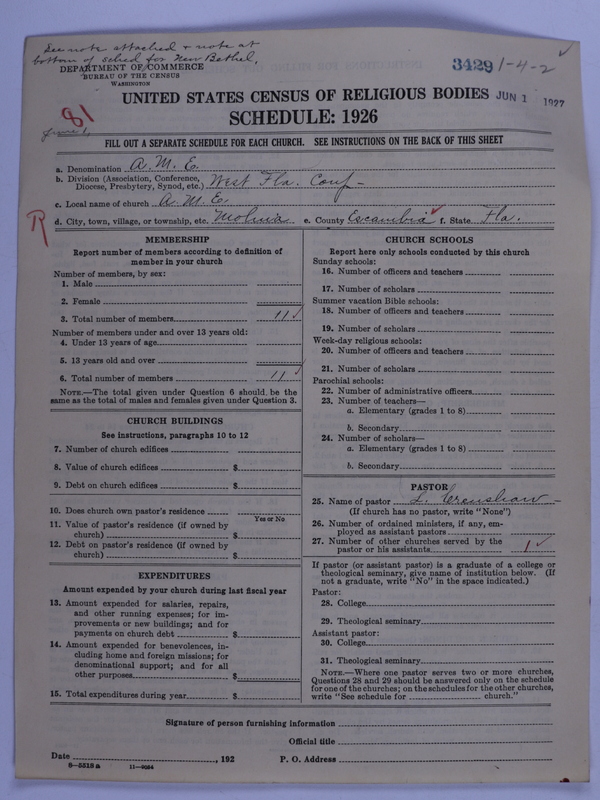 See note attached + note at
bottom of sched for New Bethel,
DEPARTMENT OF COMMERCE
BUREAU OF THE CENSUS
WASHINGTON
3429 1-4-2
UNITED STATES CENSUS OF RELIGIOUS BODIES
JUN 1 1927
SCHEDULE: 1926
81
June 1,
FILL OUT A SEPARATE SCHEDULE FOR EACH CHURCH. SEE INSTRUCTIONS ON THE BACK OF THIS SHEET
a. Denomination A. M. E.
b. Division (Association, Conference, Diocese, Presbytery, Synod, etc.) West Fla. Conf-
c. Local name of church A. M. E.
R
d. City, town, village, or township, etc. Molina e. County Escambia f. State Fla.
MEMBERSHIP
Report number of members according to definition of
member in your church
Number of members, by sex:
1. Male
2. Female
3. Total number of members 11 ✓
Number of members under and over 13 years old:
4. Under 13 years of age
5. 13 years old and over
6. Total number of members 11 ✓
NOTE.—The total given under Question 6 should be the
same as the total of males and females given under Question 3.
CHURCH BUILDINGS
See instructions, paragraphs 10 to 12
7. Number of church edifices
8. Value of church edifices $
9. Debt on church edifices $
10. Does church own pastor's residence
Yes or No
11. Value of pastor's residence (if owned by
church) $
12. Debt on pastor's residence (if owned by
church) $
EXPENDITURES
Amount expended by your church during last fiscal year
13. Amount expended for salaries, repairs,
and other running expenses; for im-
provements or new buildings; and for
payments on church debt $
14. Amount expended for benevolences, in-
cluding home and foreign missions; for
denominational support; and for all
other purposes $
15. Total expenditures during year $
CHURCH SCHOOLS
Report here only schools conducted by this church
Sunday schools:
16. Number of officers and teachers
17. Number of scholars
Summer vacation Bible schools:
18. Number of officers and teachers
19. Number of scholars
Week-day religious schools:
20. Number of officers and teachers
21. Number of scholars
Parochial schools:
22. Number of administrative officers
23. Number of teachers—
a. Elementary (grades 1 to 8)
b. Secondary
24. Number of scholars—
a. Elementary (grades 1 to 8)
b. Secondary
PASTOR
25. Name of pastor L. Crenshaw
(If church has no pastor, write "None")
26. Number of ordained ministers, if any, em-
ployed as assistant pastors
27. Number of other churches served by the
pastor or his assistants 1 ✓
If pastor (or assistant pastor) is a graduate of a college or
theological seminary, give name of institution below. (If
not a graduate, write "No" in the space indicated.)
Pastor:
28. College
29. Theological seminary
Assistant pastor:
30. College
31. Theological seminary
NOTE.—Where one pastor serves two or more churches,
Questions 28 and 29 should be answered only on the schedule
for one of the churches; on the schedules for the other churches,
write "See schedule for church."
Signature of person furnishing information
Official title
Date , 192 P. O. Address
8-5519a 11-9054